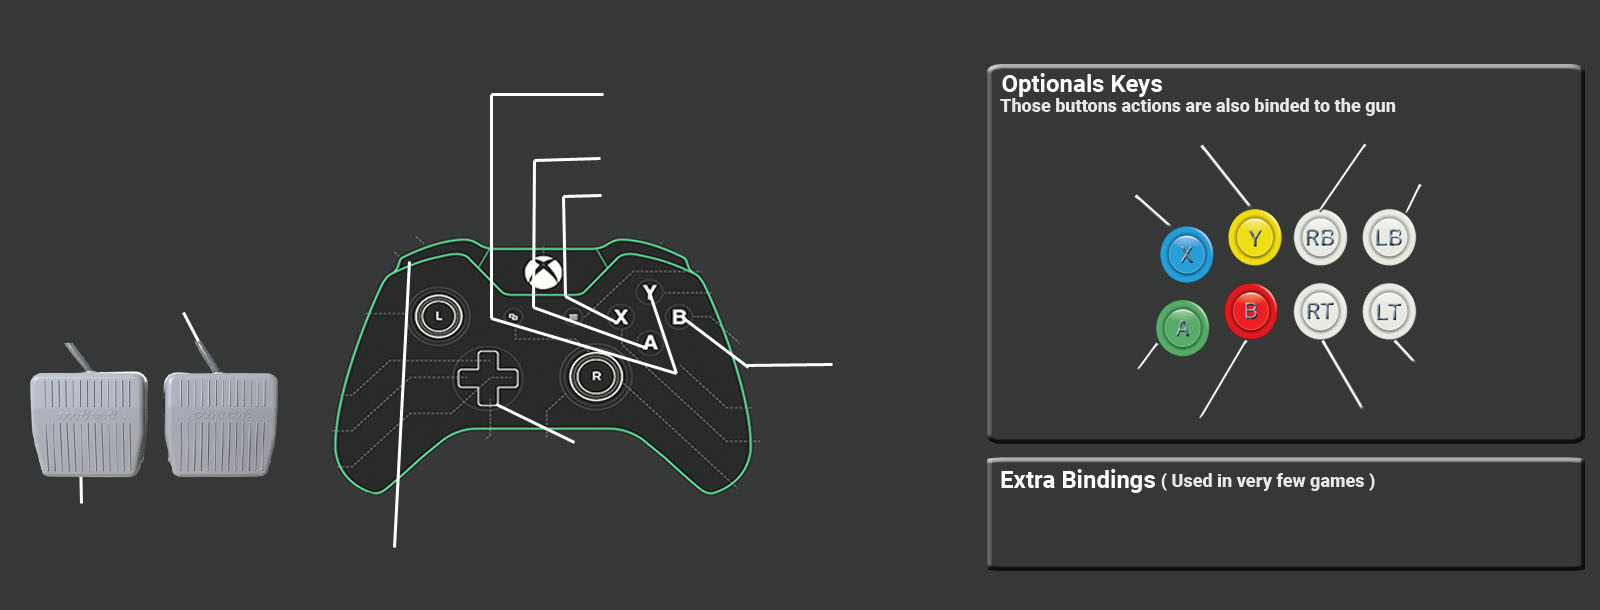 Optionals Keys
Those buttons actions are also binded to the gun
Y
X
B
A
L
R
X
Y
RB
LB
A
B
RT
LT
Extra Bindings ( Used in very few games )